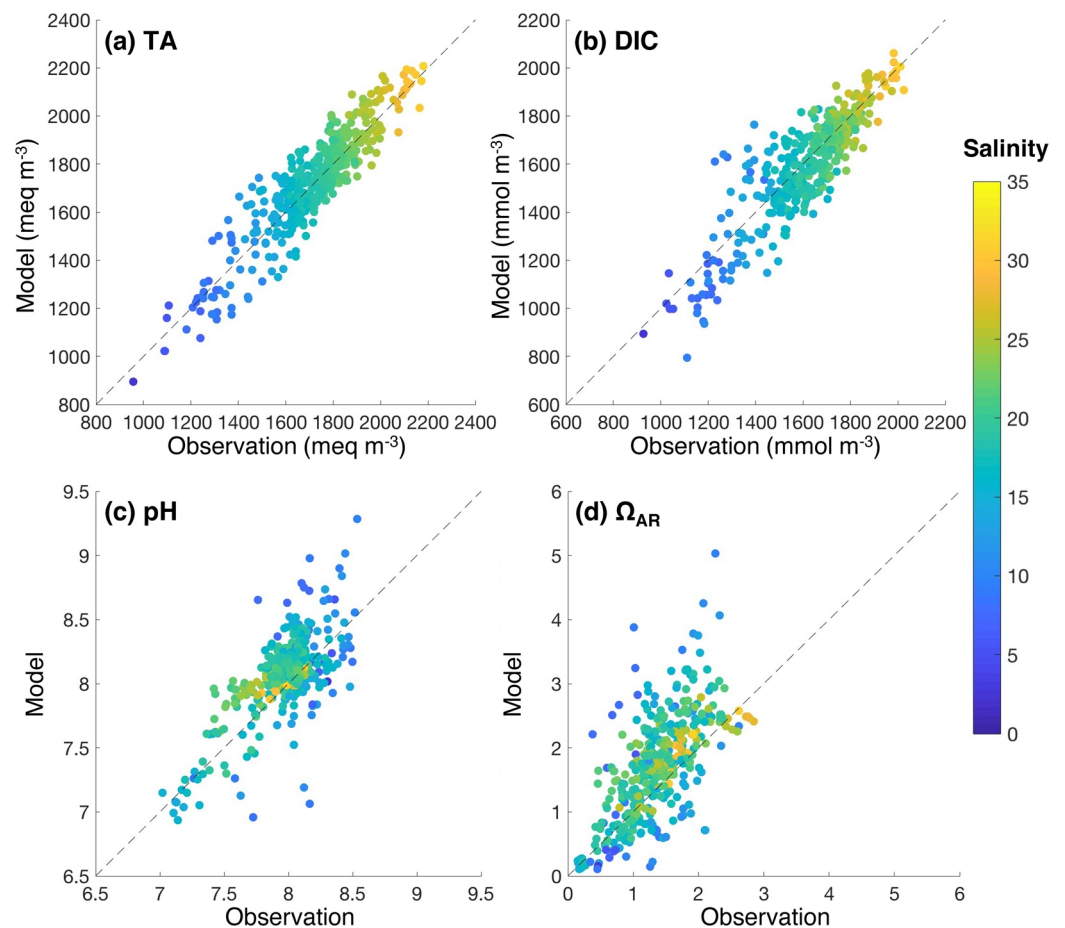 (a) TA
2400
2200
2000
1800
1600
1400
1200
1000
800
Model (meq m-3)
800 1000 1200 1400 1600 1800 2000 2200 2400
Observation (meq m-3)
(b) DIC
2200
2000
1800
1600
1400
1200
1000
800
600
Model (mmol m-3)
600 800 1000 1200 1400 1600 1800 2000 2200
Observation (mmol m-3)
Salinity
35
30
25
20
15
10
5
0
(c) pH
9.5
9
8.5
8
7.5
7
6.5
Model
6.5 7 7.5 8 8.5 9 9.5
Observation
(d) ΩAR
6
5
4
3
2
1
0
Model
0 1 2 3 4 5 6
Observation